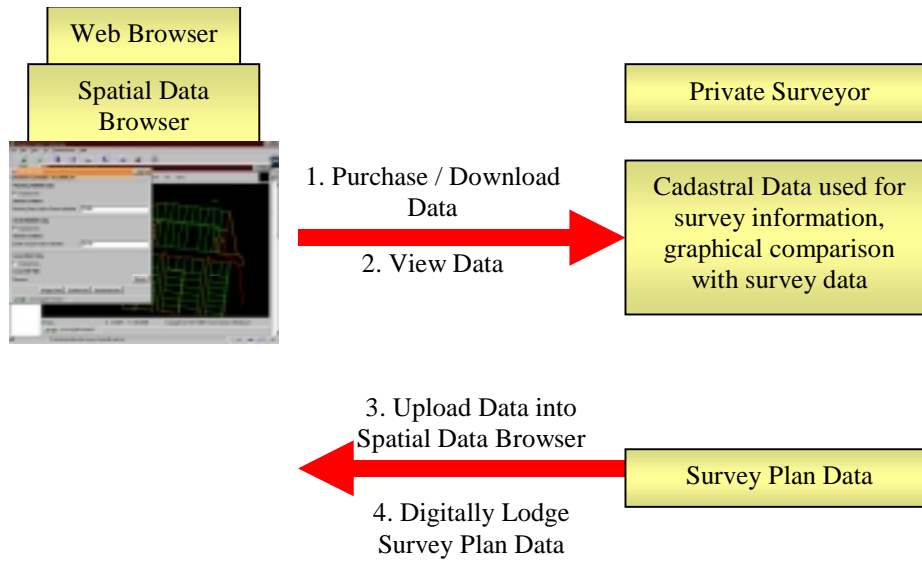 Web Browser
Spatial Data
Browser
Private Surveyor
1. Purchase / Download
Data
2. View Data
Cadastral Data used for
survey information,
graphical comparison
with survey data
3. Upload Data into
Spatial Data Browser
4. Digitally Lodge
Survey Plan Data
Survey Plan Data